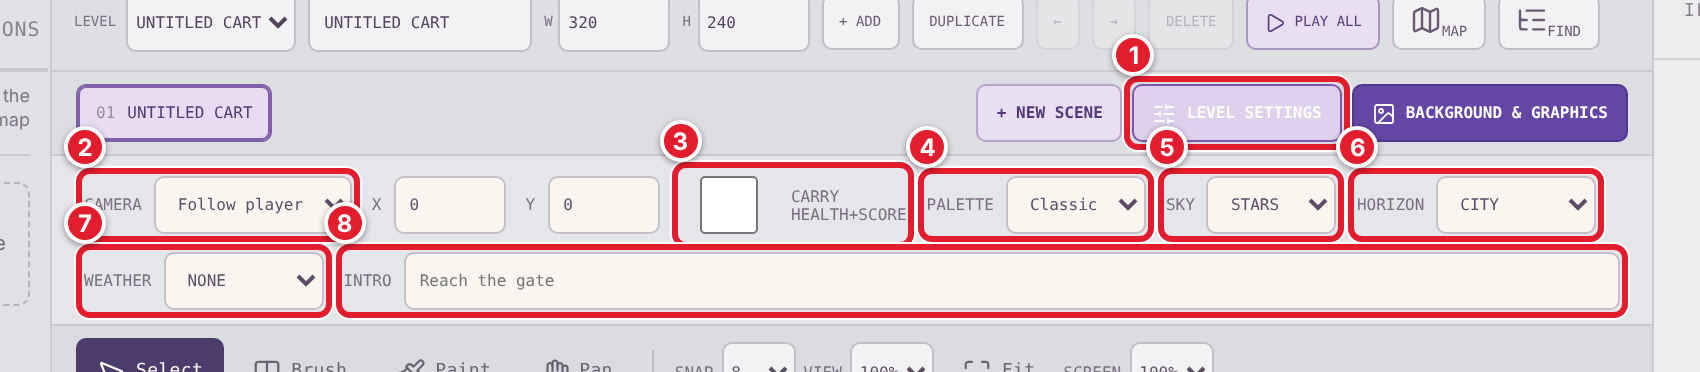 ONS LEVEL UNTITLED CART UNTITLED CART W 320 H 240 + ADD DUPLICATE ← → DELETE PLAY ALL MAP FIND
1
the
map
01 UNTITLED CART + NEW SCENE LEVEL SETTINGS BACKGROUND & GRAPHICS
2 3 4 5 6
CAMERA Follow player X 0 Y 0 CARRY
HEALTH+SCORE PALETTE Classic SKY STARS HORIZON CITY
7 8
e
WEATHER NONE INTRO Reach the gate
Select Brush Paint Pan SNAP 8 VIEW 100% Fit SCREEN 100%